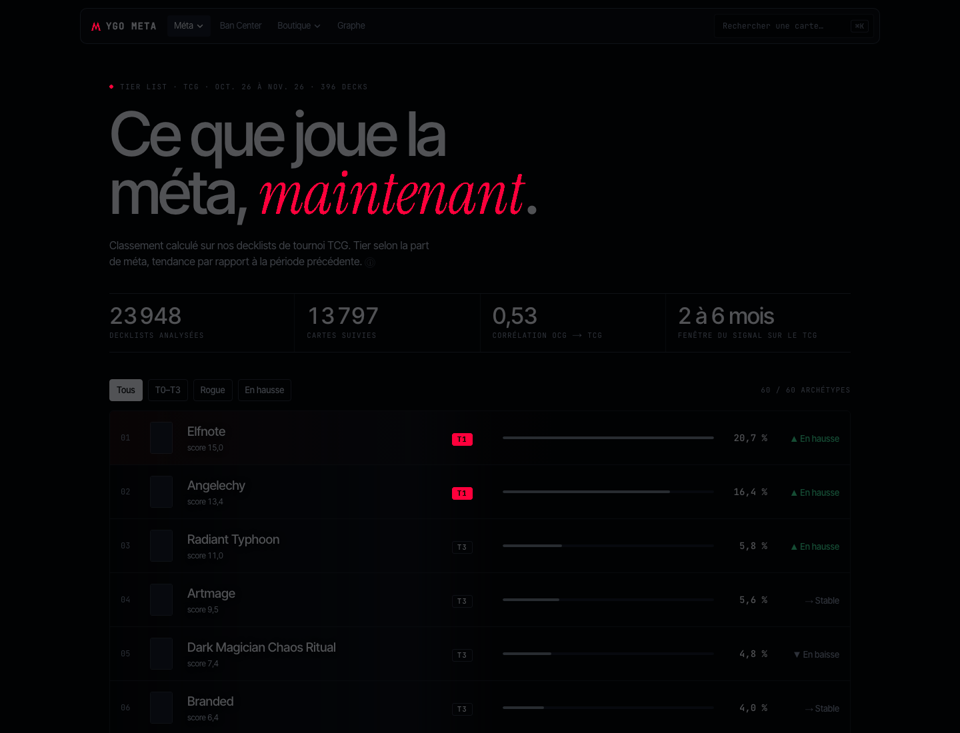 YGO META
Méta
Ban Center
Boutique
Graphe
Rechercher une carte…
⌘K
TIER LIST · TCG · OCT. 26 À NOV. 26 · 296 DECKS
Ce que joue la
méta, maintenant.
Classement calculé sur nos decklists de tournoi TCG. Tier selon la part
de méta, tendance par rapport à la période précédente.
23 948
13 797
0,53
2 à 6 mois
DECKLISTS ANALYSÉES
CARTES SUIVIES
CORRÉLATION OCG ⟶ TCG
FENÊTRE DU SIGNAL SUR LE TCG
Tous
T0–T3
Rogue
En hausse
60 / 60 ARCHÉTYPES
01 Elfnote T1 20,7 % ▲ En hausse
score 15,0
02 Angelechy T1 16,4 % ▲ En hausse
score 13,4
03 Radiant Typhoon T3 5,8 % ▲ En hausse
score 11,0
04 Artmage T3 5,6 % → Stable
score 9,5
05 Dark Magician Chaos Ritual T3 4,8 % ▼ En baisse
score 7,4
06 Branded T3 4,0 % → Stable
score 6,4